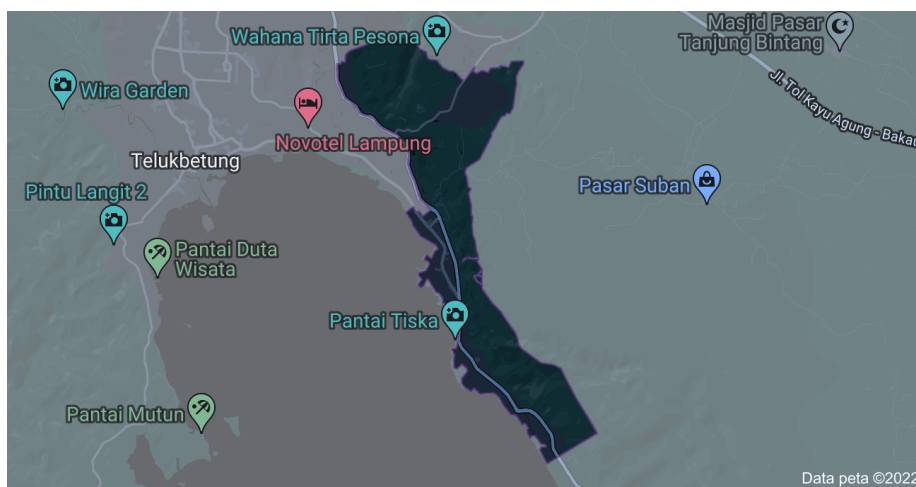 Wahana Tirta Pesona
Masjid Pasar
Tanjung Bintang
Wira Garden
Jl. Tol Kayu Agung - Bakau
Novotel Lampung
Telukbetung
Pasar Suban
Pintu Langit 2
Pantai Duta
Wisata
Pantai Tiska
Pantai Mutun
Data peta ©2022